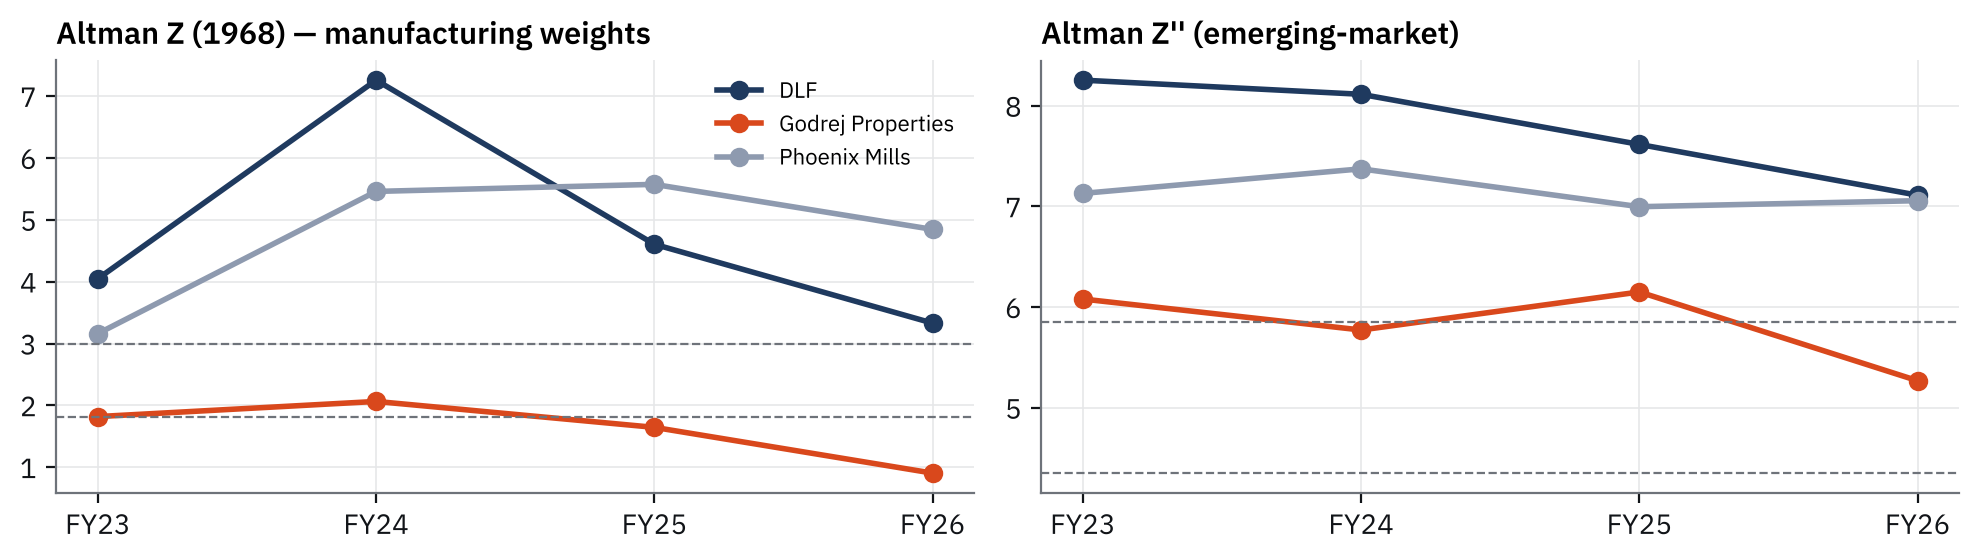 Altman Z (1968) — manufacturing weights
7
6
5
4
3
2
1
DLF
Godrej Properties
Phoenix Mills
FY23
FY24
FY25
FY26
Altman Z" (emerging-market)
8
7
6
5
FY23
FY24
FY25
FY26